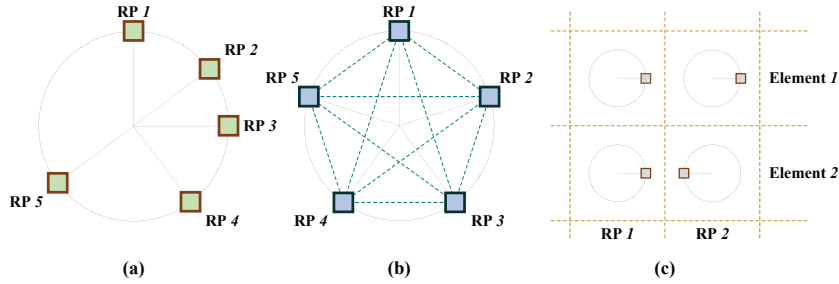 RP 1
RP 2
RP 3
RP 4
RP 5
(a)
RP 1
RP 2
RP 3
RP 4
RP 5
(b)
Element 1
Element 2
RP 1
RP 2
(c)